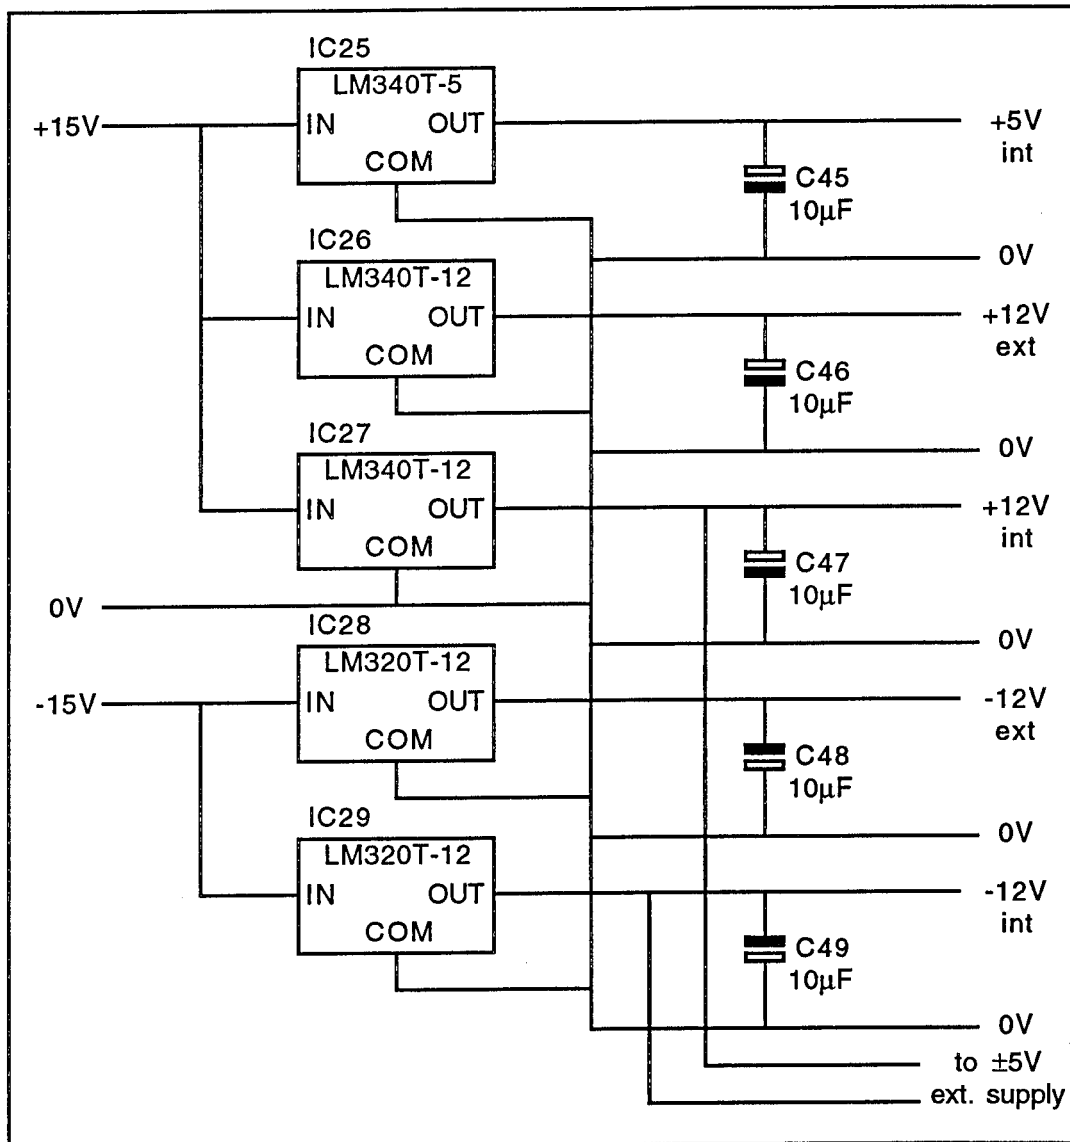 IC25
LM340T-5
+15V
IN OUT
+5V
COM
int
C45
10µF
IC26
0V
LM340T-12
IN OUT
+12V
COM
ext
C46
10µF
IC27
0V
LM340T-12
IN OUT
+12V
COM
int
C47
10µF
0V
IC28
0V
LM320T-12
-15V
IN OUT
-12V
COM
ext
C48
10µF
IC29
0V
LM320T-12
IN OUT
-12V
COM
int
C49
10µF
0V
to ±5V
ext. supply